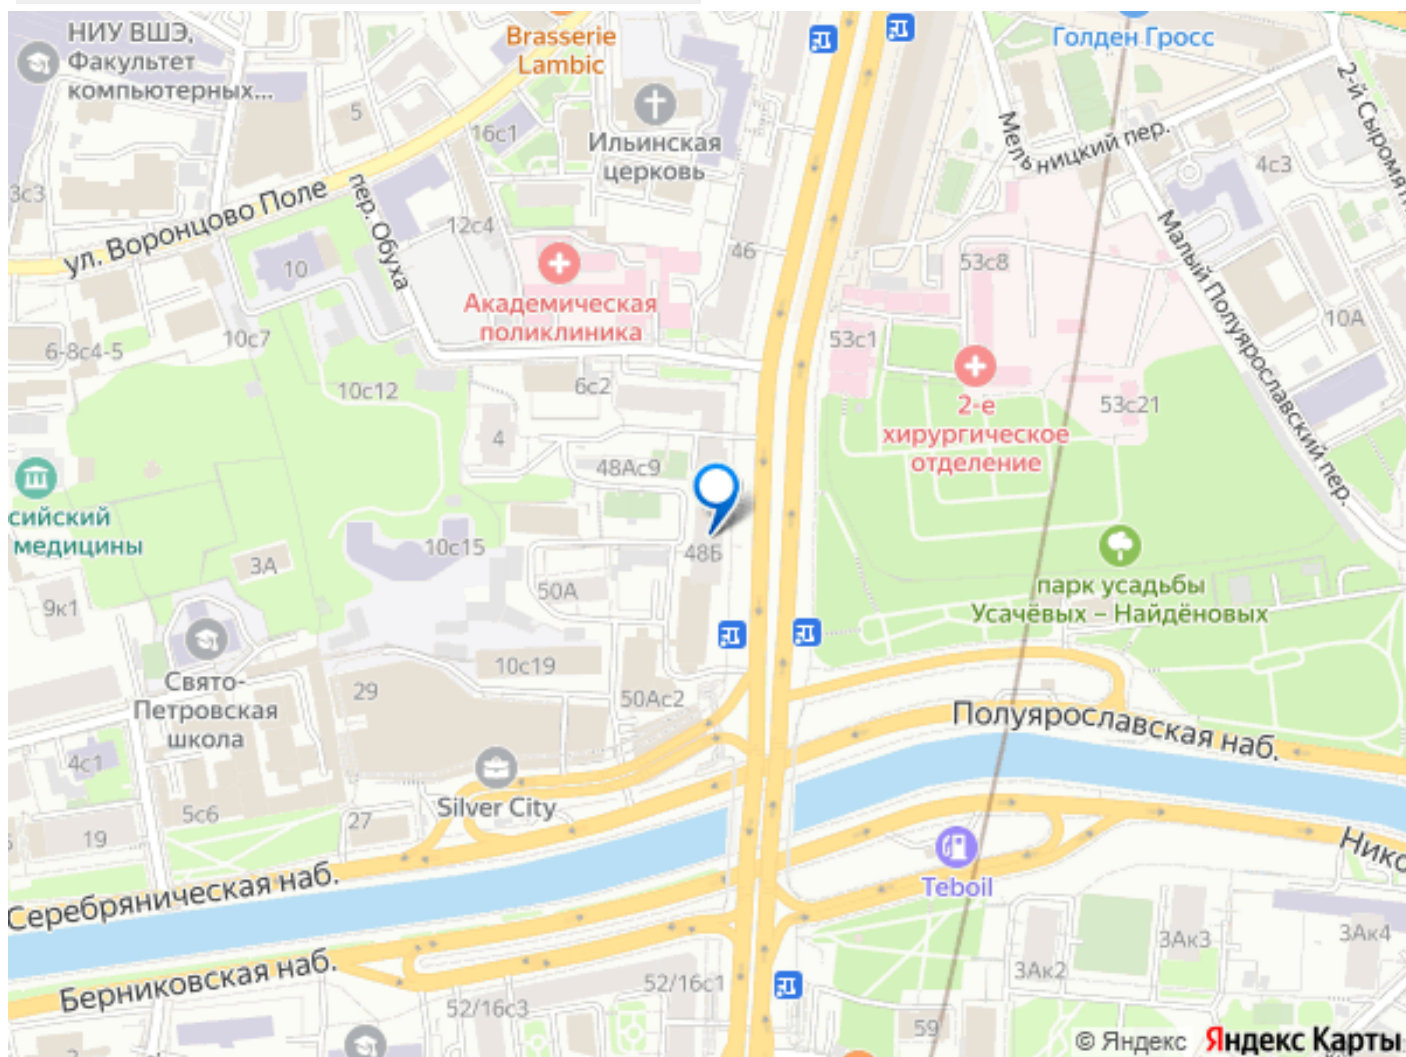 НИУ ВШЭ,
Факультет
компьютерных...
Brasserie
Lambic
Голден Гросс
2-й Сыромят
5
16с1
Ильинская
церковь
Мельницкий пер.
4с3
3с3
ул. Воронцово Поле
пер. Обуха
12с4
46
Малый Полуярославский пер.
10
53с8
Академическая
поликлиника
10А
6-8с4-5
10с7
53с1
10с12
6с2
2-е
хирургическое
отделение
53с21
4
48Ас9
сийский
медицины
10с15
48Б
3А
50А
парк усадьбы
Усачёвых – Найдёновых
9к1
10с19
Свято-
Петровская
школа
29
50Ас2
Полуярославская наб.
4с1
Silver City
5с6
27
19
Нико
Teboil
Серебряническая наб.
3Ак3
3Ак4
Берниковская наб.
3Ак2
52/16с1
52/16с3
59
© Яндекс Яндекс Карты